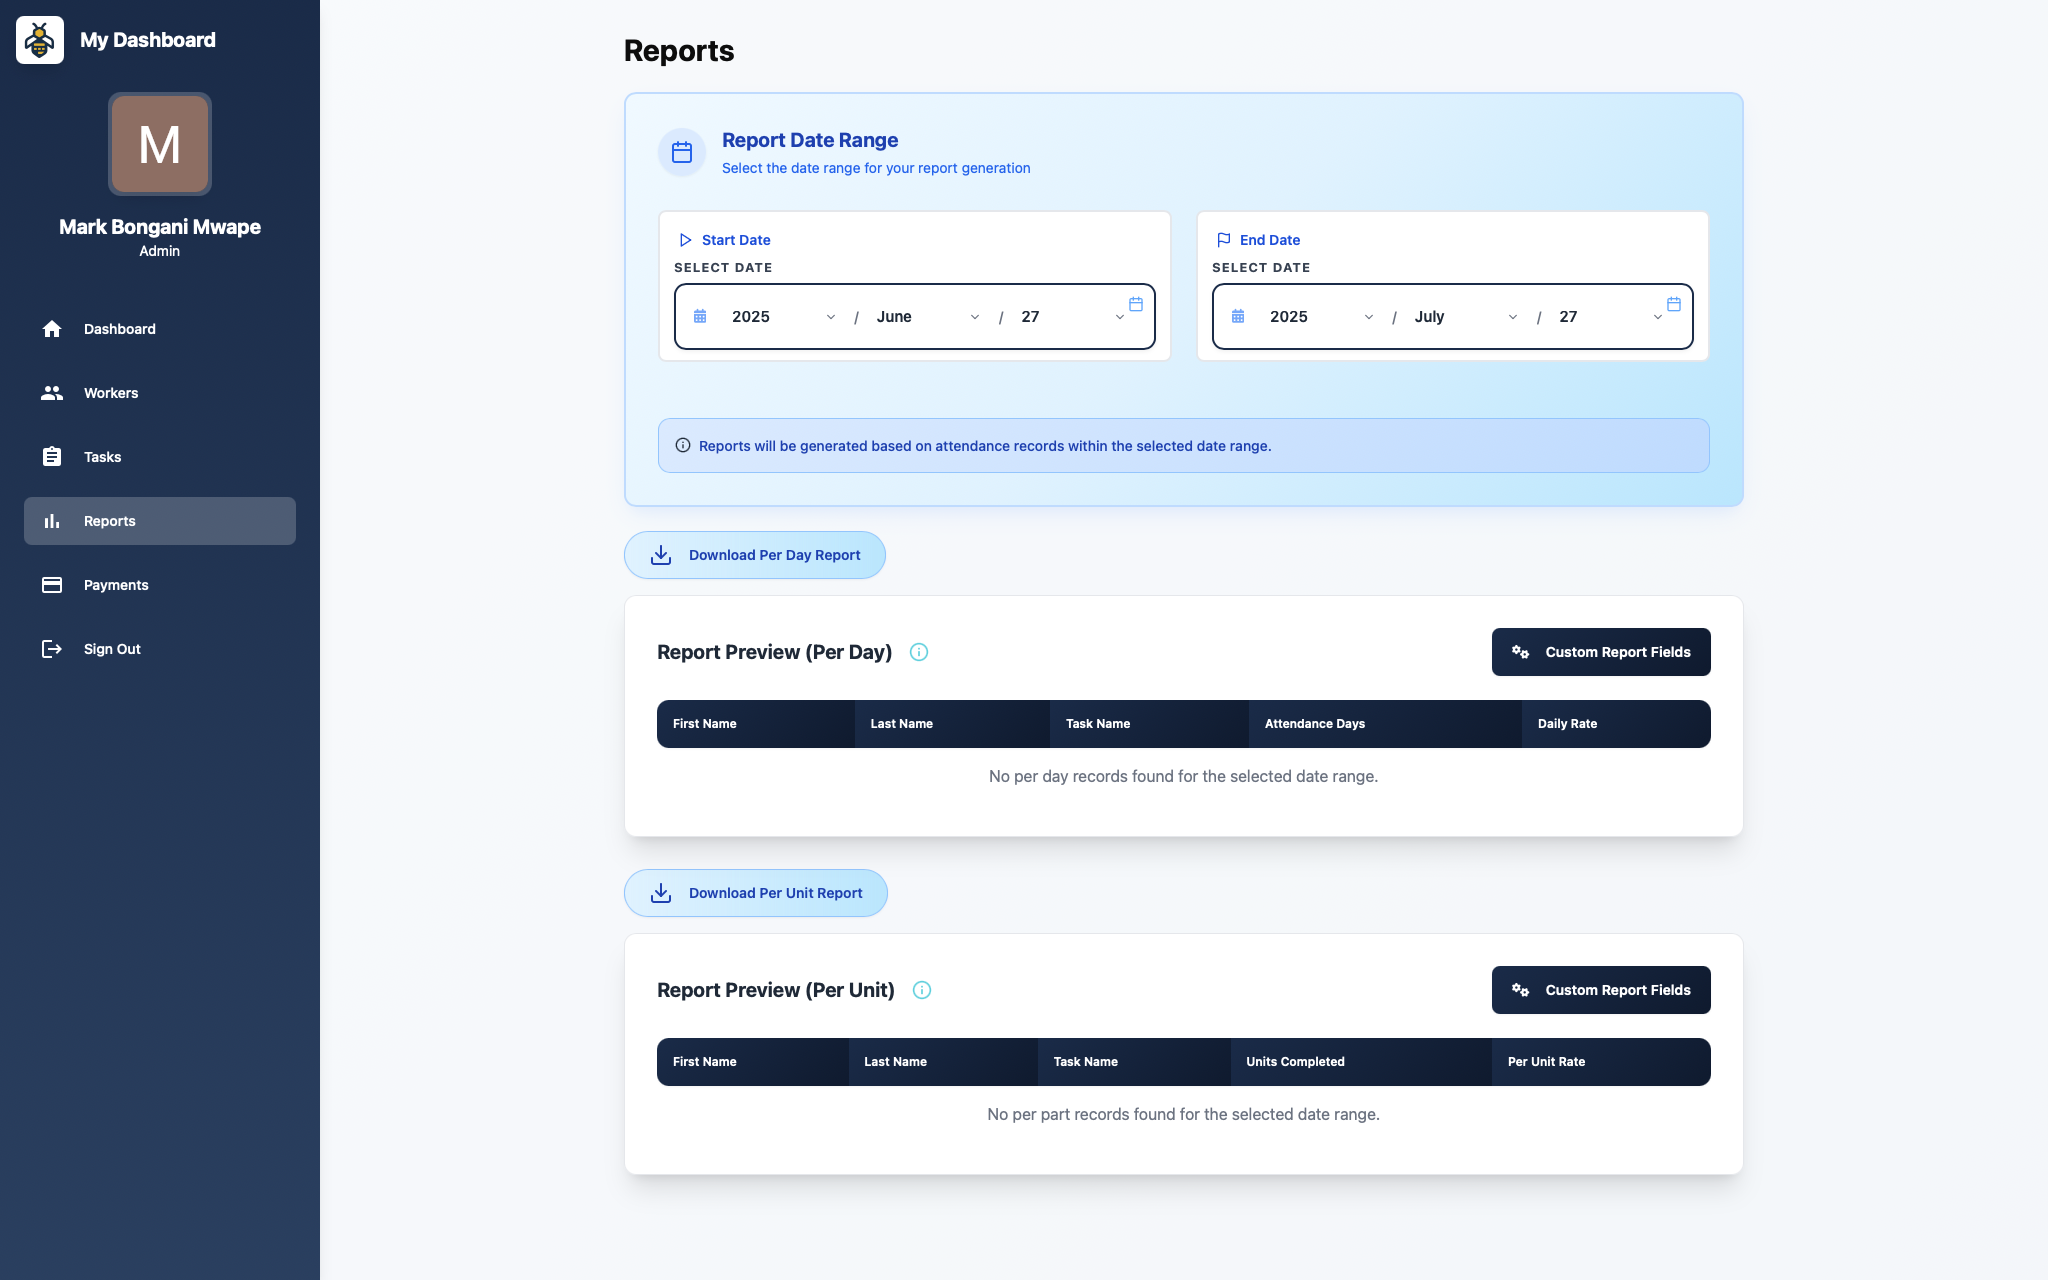 My Dashboard
M
Mark Bongani Mwape
Admin
Dashboard
Workers
Tasks
Reports
Payments
Sign Out
Reports
Report Date Range
Select the date range for your report generation
Start Date
SELECT DATE
2025 / June / 27
End Date
SELECT DATE
2025 / July / 27
Reports will be generated based on attendance records within the selected date range.
Download Per Day Report
Report Preview (Per Day)
Custom Report Fields
First Name Last Name Task Name Attendance Days Daily Rate
No per day records found for the selected date range.
Download Per Unit Report
Report Preview (Per Unit)
Custom Report Fields
First Name Last Name Task Name Units Completed Per Unit Rate
No per part records found for the selected date range.